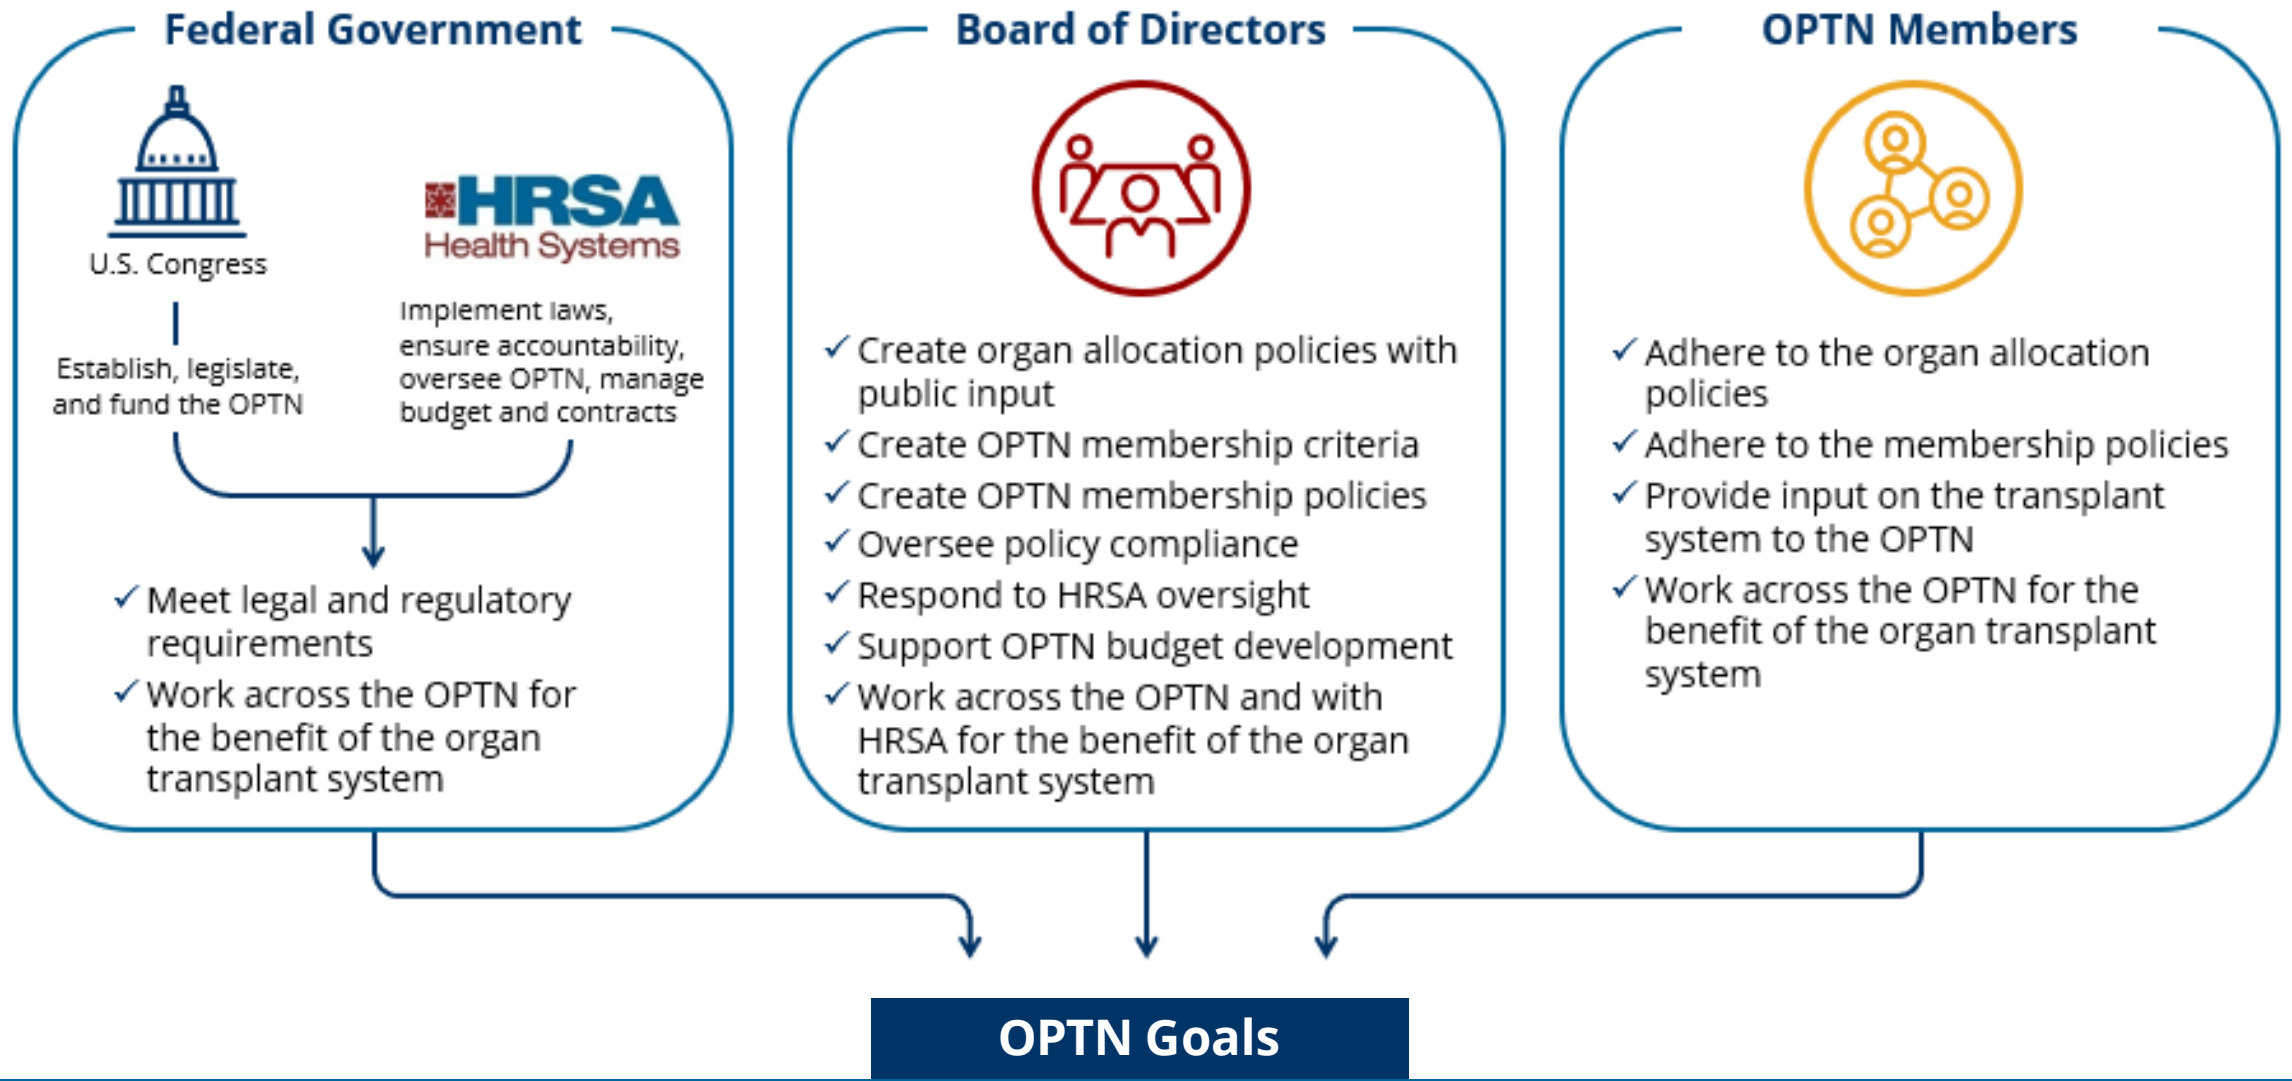 Federal Government
U.S. Congress
Establish, legislate,
and fund the OPTN
HRSA
Health Systems
Implement laws,
ensure accountability,
oversee OPTN, manage
budget and contracts
✓ Meet legal and regulatory
requirements
✓ Work across the OPTN for
the benefit of the organ
transplant system
Board of Directors
✓ Create organ allocation policies with
public input
✓ Create OPTN membership criteria
✓ Create OPTN membership policies
✓ Oversee policy compliance
✓ Respond to HRSA oversight
✓ Support OPTN budget development
✓ Work across the OPTN and with
HRSA for the benefit of the organ
transplant system
OPTN Members
✓ Adhere to the organ allocation
policies
✓ Adhere to the membership policies
✓ Provide input on the transplant
system to the OPTN
✓ Work across the OPTN for the
benefit of the organ transplant
system
OPTN Goals